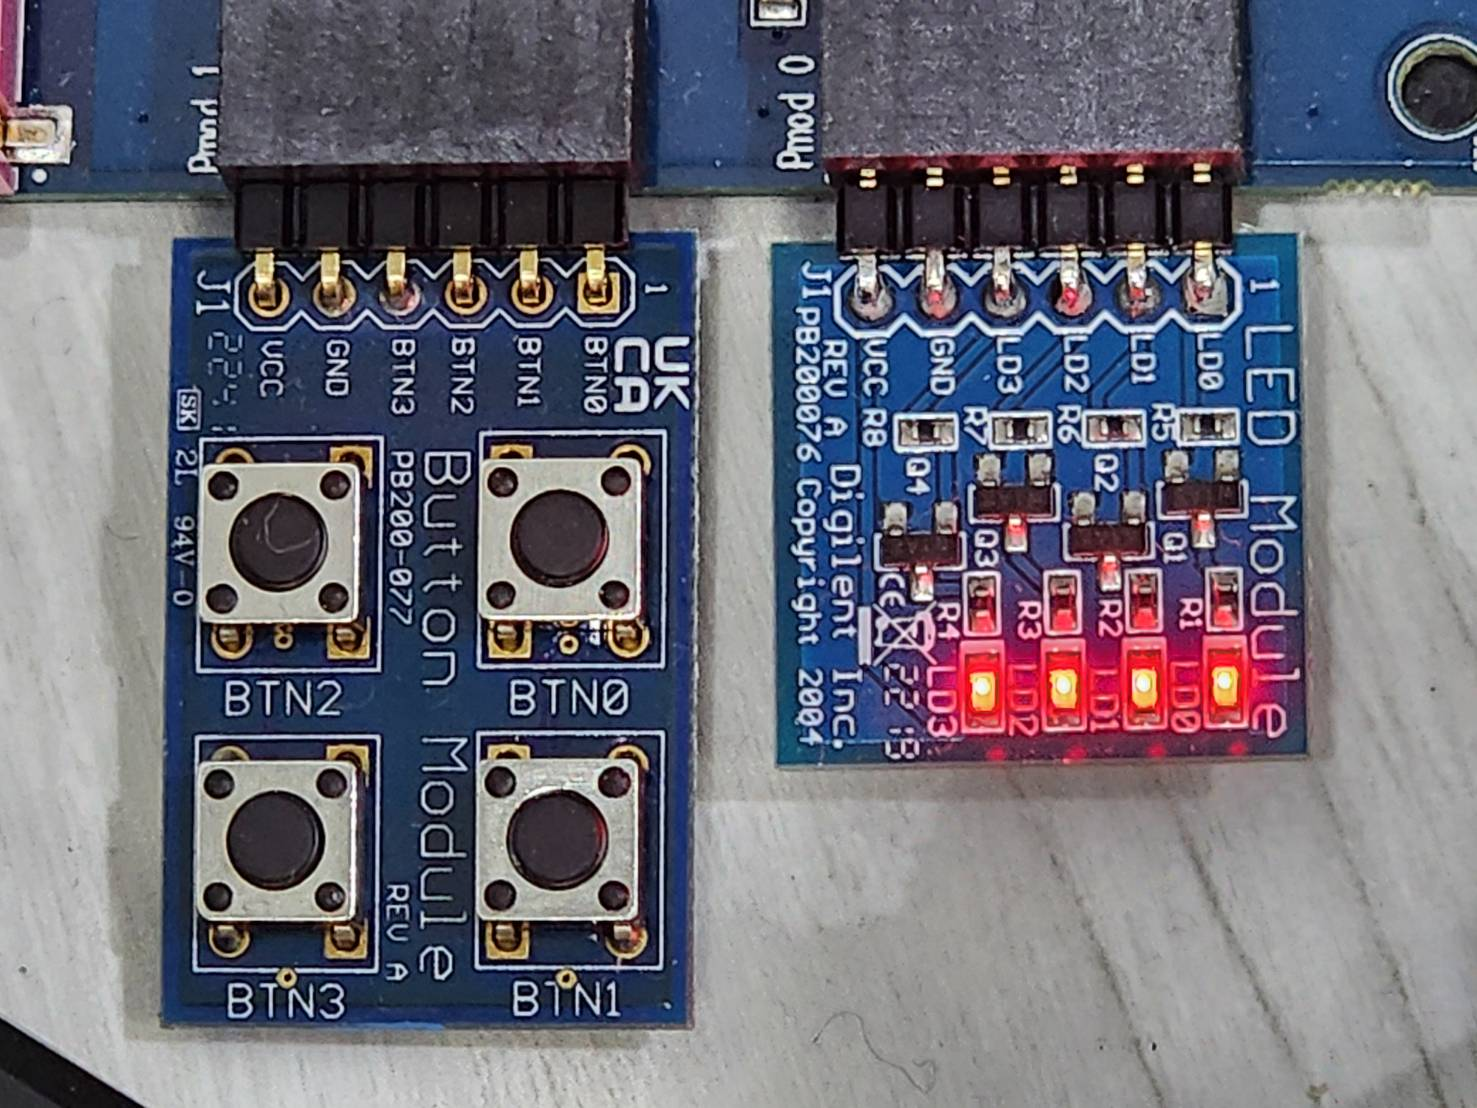 Pmod 1
Pmod 0
J1
1
VCC
GND
BTN3
BTN2
BTN1
BTN0
UK
CA
SK 2L 94V-0
Button Module
PB200-077
REV A
BTN2
BTN0
BTN3
BTN1
J1
1
VCC
GND
LD3
LD2
LD1
LD0
LED Module
PB200076 Copyright 2004
REV A Digilent Inc.
R8
R7
R6
R5
Q4
Q3
Q2
Q1
CE
R4
R3
R2
R1
LD3
LD2
LD1
LD0